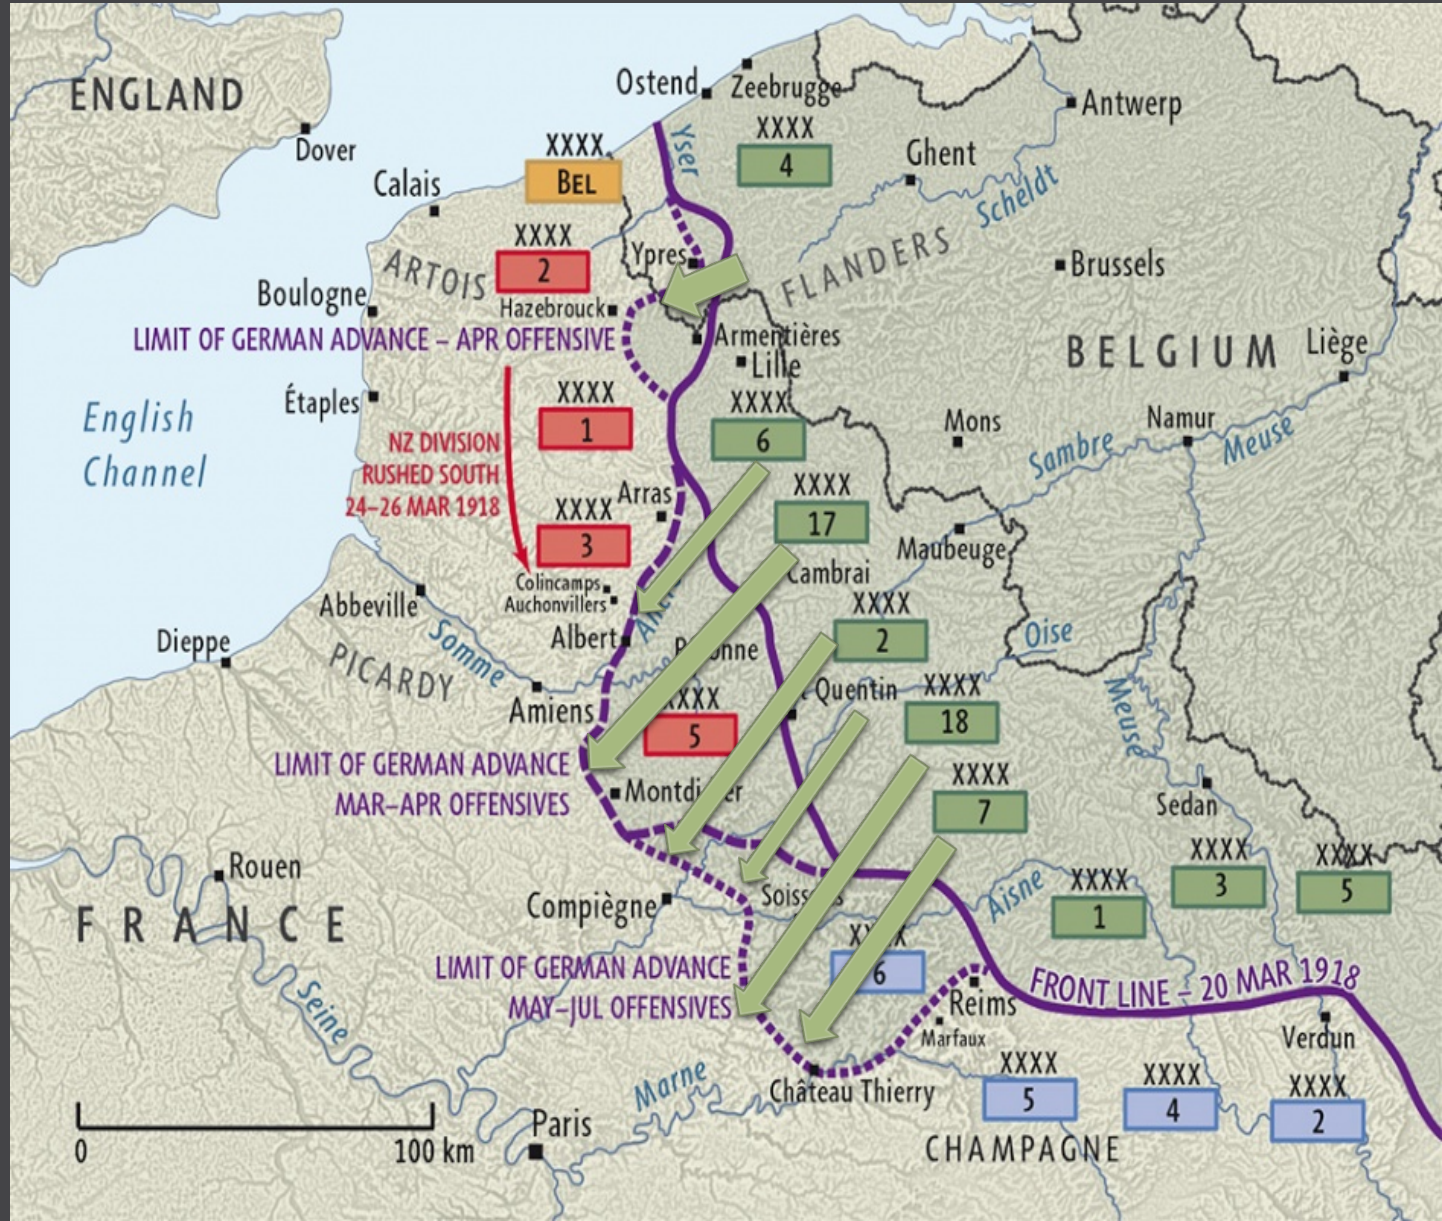 ENGLAND
Dover
Calais
Boulogne
Étaples
English
Channel
Ostend
Zeebrugge
Antwerp
Ghent
Scheldt
Yser
XXXX
BEL
XXXX
4
XXXX
2
ARTOIS
Ypres
FLANDERS
Brussels
Hazebrouck
LIMIT OF GERMAN ADVANCE – APR OFFENSIVE
Armentières
Lille
BELGIUM
Liège
XXXX
1
XXXX
6
Mons
Namur
Sambre
Meuse
NZ DIVISION
RUSHED SOUTH
24–26 MAR 1918
Arras
XXXX
3
XXXX
17
Maubeuge
Cambrai
Colincamps
Auchonvillers
Abbeville
Somme
Albert
XXXX
2
Oise
Dieppe
PICARDY
Amiens
Quentin
XXXX
18
XXXX
5
Meuse
LIMIT OF GERMAN ADVANCE
MAR–APR OFFENSIVES
XXXX
7
Sedan
Rouen
FRANCE
Compiègne
Aisne
XXXX
1
XXXX
3
XXXX
5
XXXX
6
LIMIT OF GERMAN ADVANCE
MAY–JUL OFFENSIVES
Seine
Reims
Marfaux
FRONT LINE – 20 MAR 1918
Verdun
Marne
Château Thierry
XXXX
5
XXXX
4
XXXX
2
CHAMPAGNE
Paris
0
100 km